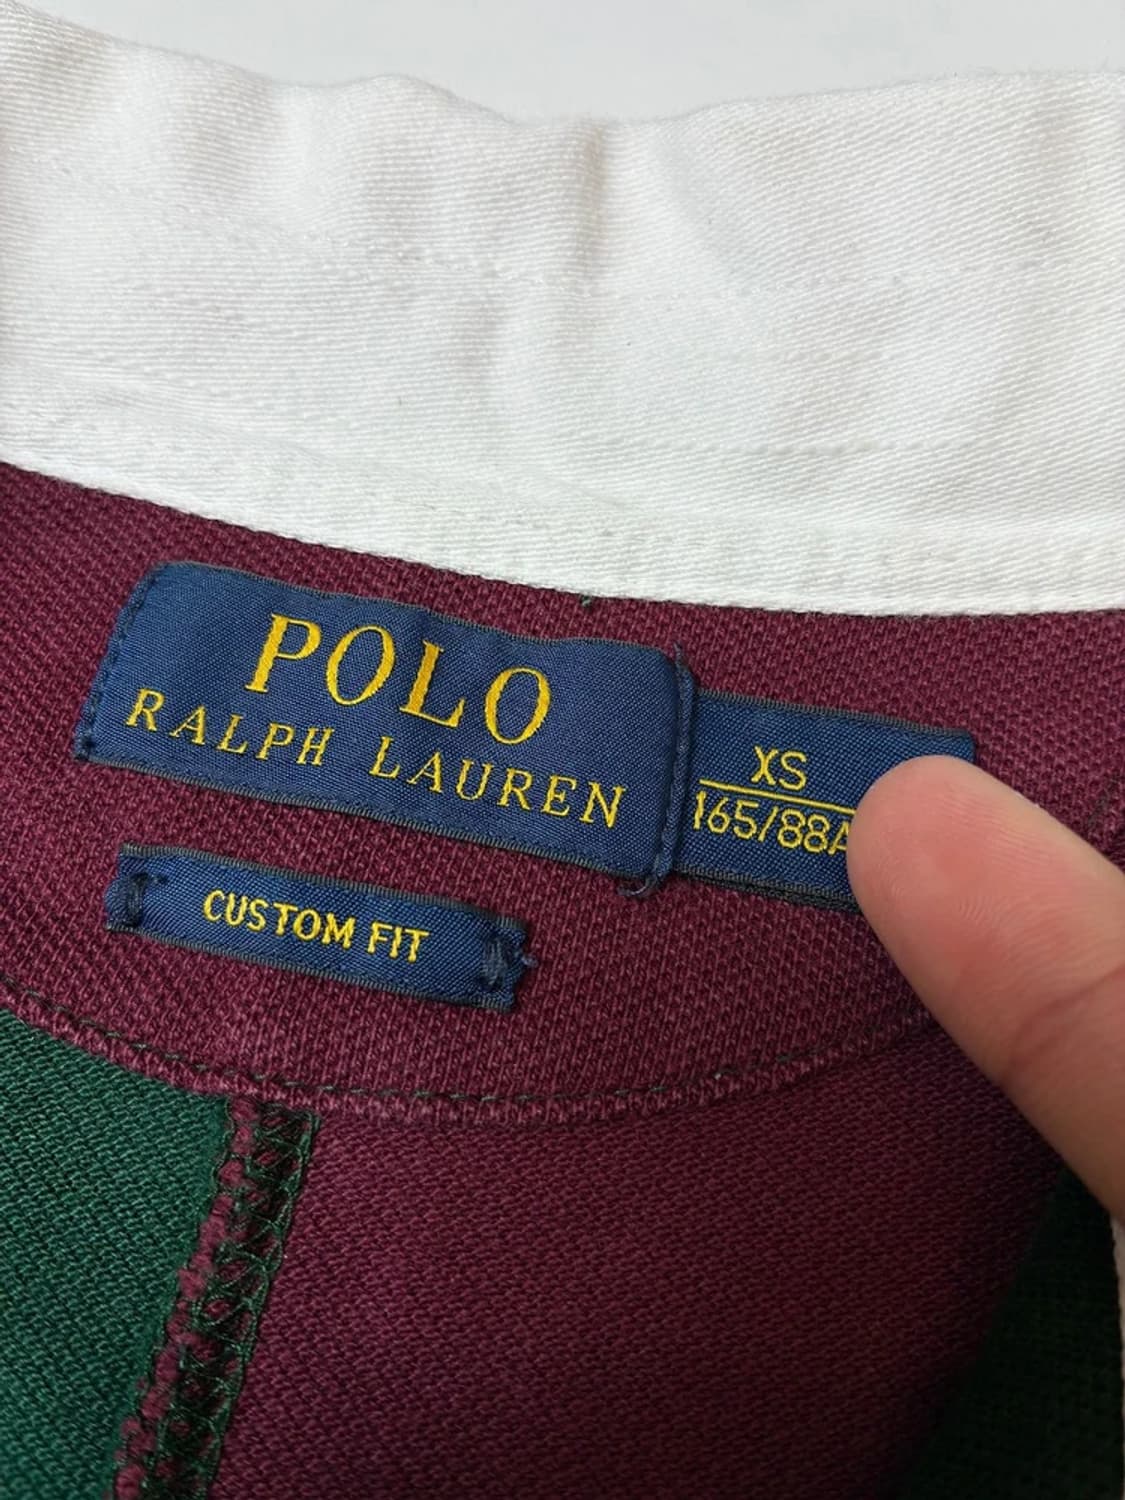 POLO
RALPH LAUREN
XS
165/88A
CUSTOM FIT